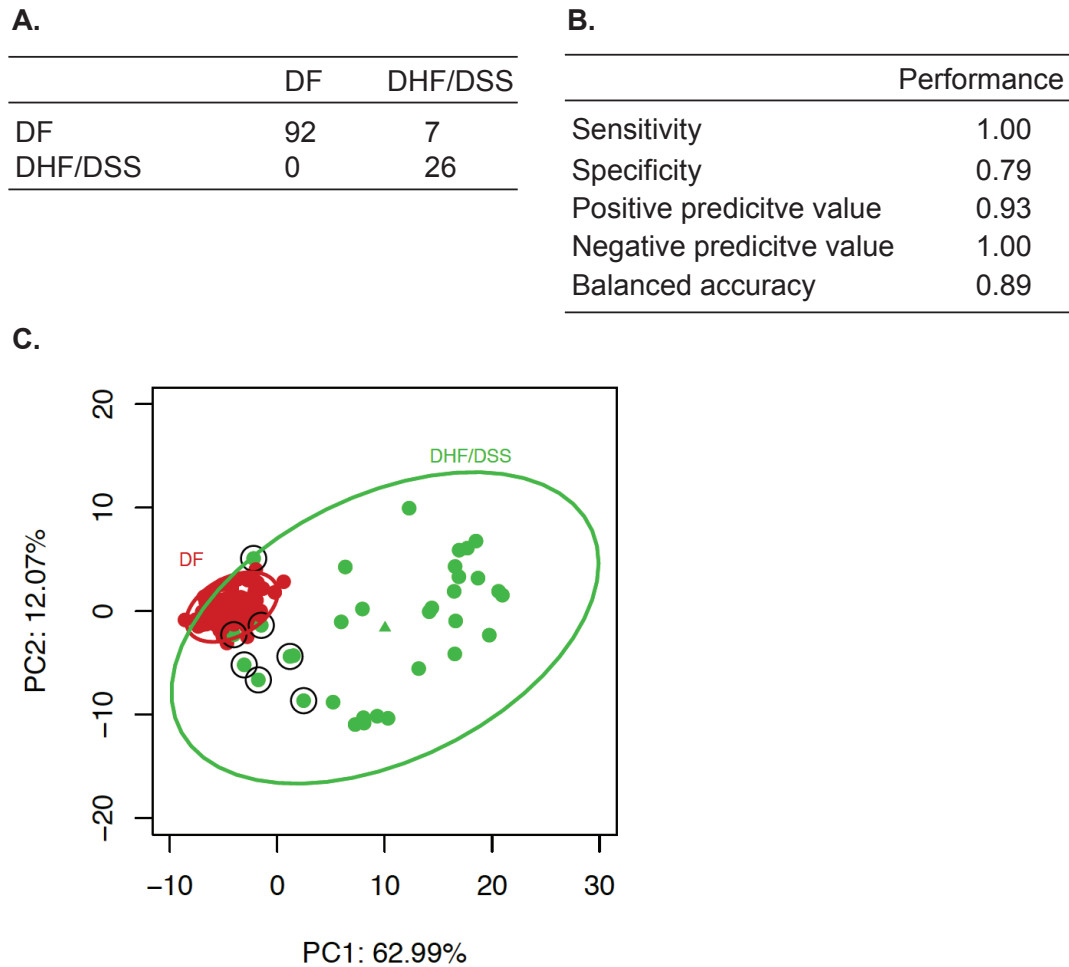 A.
DF DHF/DSS
DF 92 7
DHF/DSS 0 26
B.
Performance
Sensitivity 1.00
Specificity 0.79
Positive predicitve value 0.93
Negative predicitve value 1.00
Balanced accuracy 0.89
C.
20
10
0
−10
−20
PC2: 12.07%
DHF/DSS
DF
−10 0 10 20 30
PC1: 62.99%